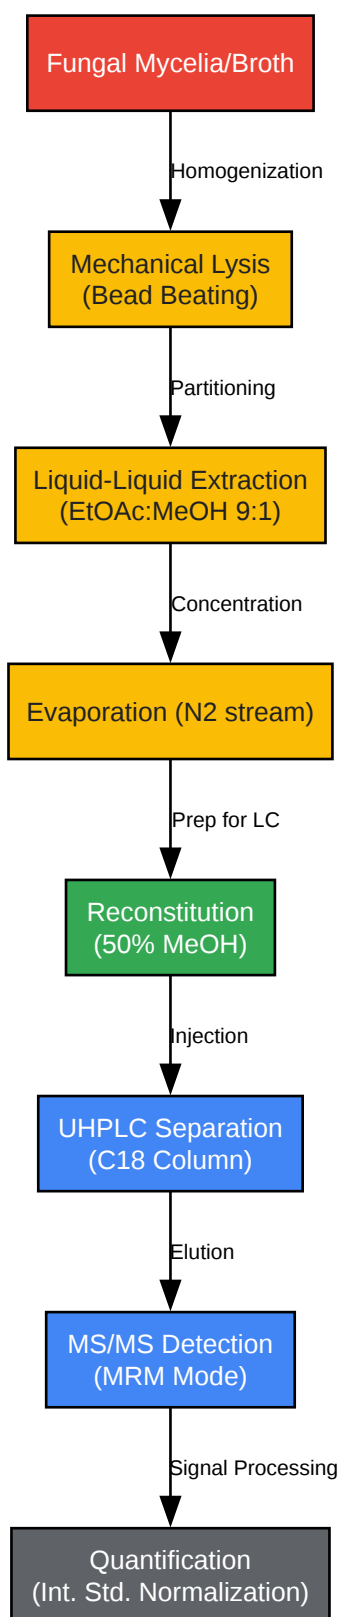 Fungal Mycelia/Broth
Homogenization
Mechanical Lysis
(Bead Beating)
Partitioning
Liquid-Liquid Extraction
(EtOAc:MeOH 9:1)
Concentration
Evaporation (N2 stream)
Prep for LC
Reconstitution
(50% MeOH)
Injection
UHPLC Separation
(C18 Column)
Elution
MS/MS Detection
(MRM Mode)
Signal Processing
Quantification
(Int. Std. Normalization)